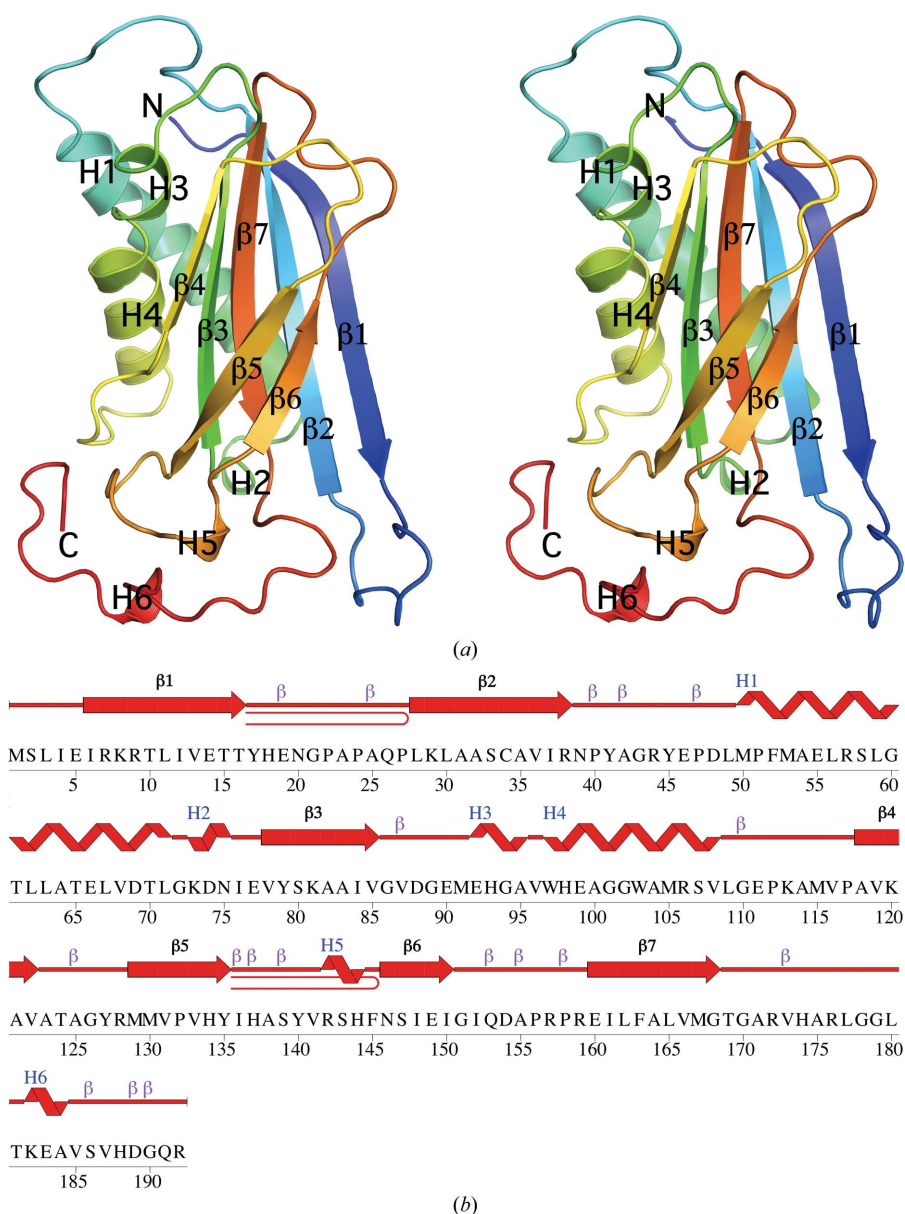 N N
H1 H3 H1 H3
β7 β7
β4 β4
H4 β3 β1 H4 β3 β1
β5 β5
β6 β6
β2 β2
H2 H2
C H5 C H5
H6 H6
(a)
β1 β β β2 β β β H1
MSLIEIRKRTLIVETTYHENGPAPAQPLKLAASCAVIRNPYAGRYEPDLMPFMAELRSLG
5 10 15 20 25 30 35 40 45 50 55 60
H2 β3 β H3 H4 β β4
TLLATELVDTLGKDNIEVYSKAAIVGVDGEMEHGAVWHEAGGWAMRSVLGEPKAMVPAVK
65 70 75 80 85 90 95 100 105 110 115 120
β β5 β β β H5 β6 β β β β7 β
AVATAGYRMMVPVHYIHASYVRSHFNSIEIGIQDAPRPREILFALVMGTGARVHARLGGL
125 130 135 140 145 150 155 160 165 170 175 180
H6 β β β
TKEAVSVHDGQR
185 190
(b)